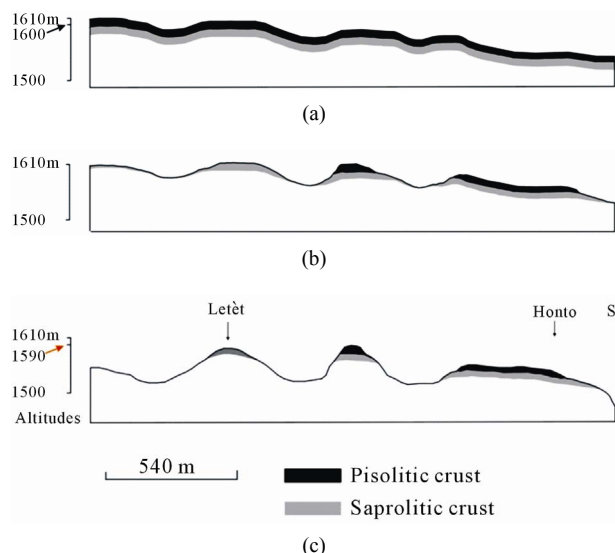 1610m
1600
1500
(a)
1610m
1500
(b)
Letèt
Honto
S
1610m
1590
1500
Altitudes
540 m
Pisolitic crust
Saprolitic crust
(c)